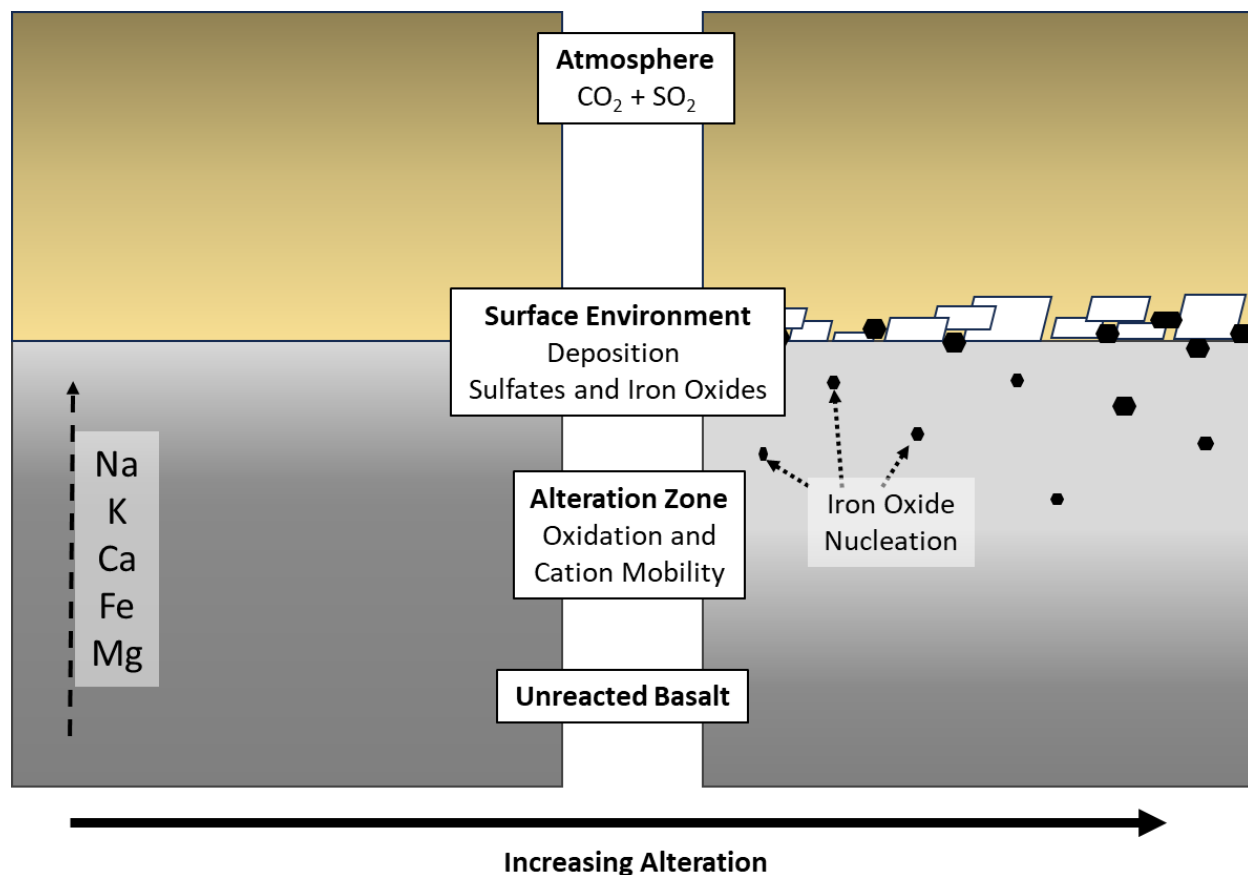 Atmosphere
CO₂ + SO₂
Surface Environment
Deposition
Sulfates and Iron Oxides
Na
K
Ca
Fe
Mg
Alteration Zone
Oxidation and
Cation Mobility
Iron Oxide
Nucleation
Unreacted Basalt
Increasing Alteration